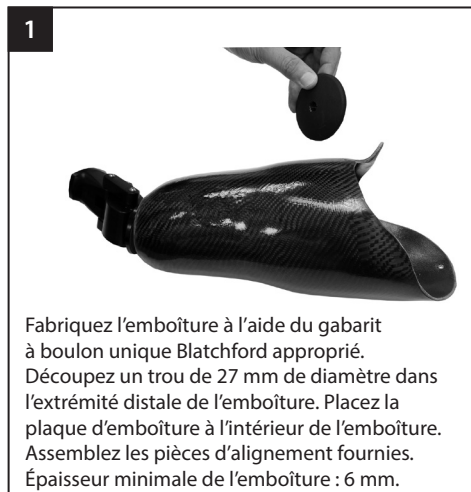 1
Fabriquez l’emboîture à l’aide du gabarit
à boulon unique Blatchford approprié.
Découpez un trou de 27 mm de diamètre dans
l’extrémité distale de l’emboîture. Placez la
plaque d’emboîture à l’intérieur de l’emboîture.
Assemblez les pièces d’alignement fournies.
Épaisseur minimale de l’emboîture : 6 mm.